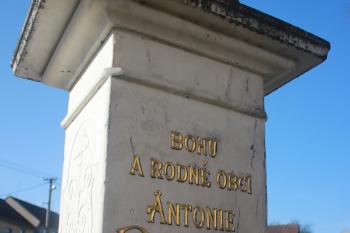 BOHU
A RODNÉ OBCI
ANTONIE